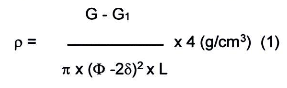 G - G₁
ρ = ――― x 4 (g/cm³) (1)
π x (Φ -2δ)² x L